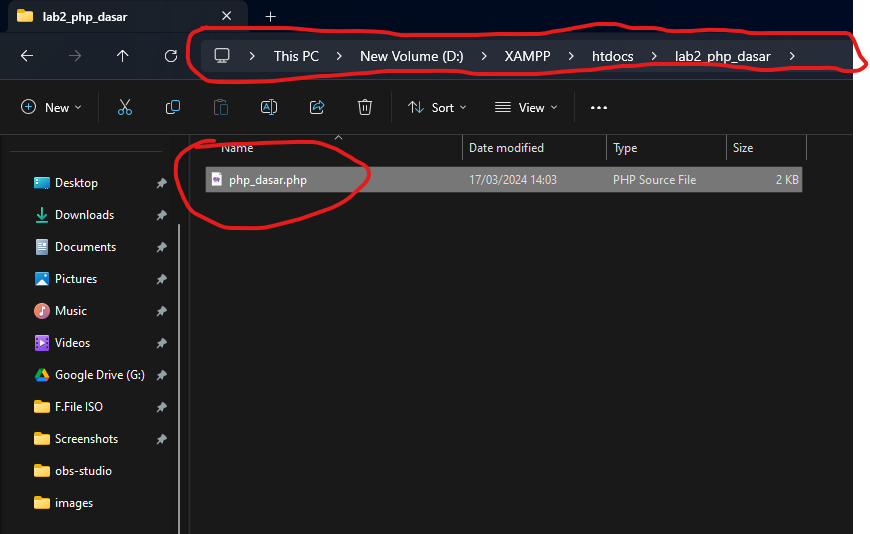 lab2_php_dasar
This PC > New Volume (D:) > XAMPP > htdocs > lab2_php_dasar >
New Sort View
Name Date modified Type Size
php_dasar.php 17/03/2024 14:03 PHP Source File 2 KB
Desktop
Downloads
Documents
Pictures
Music
Videos
Google Drive (G:)
F.File ISO
Screenshots
obs-studio
images